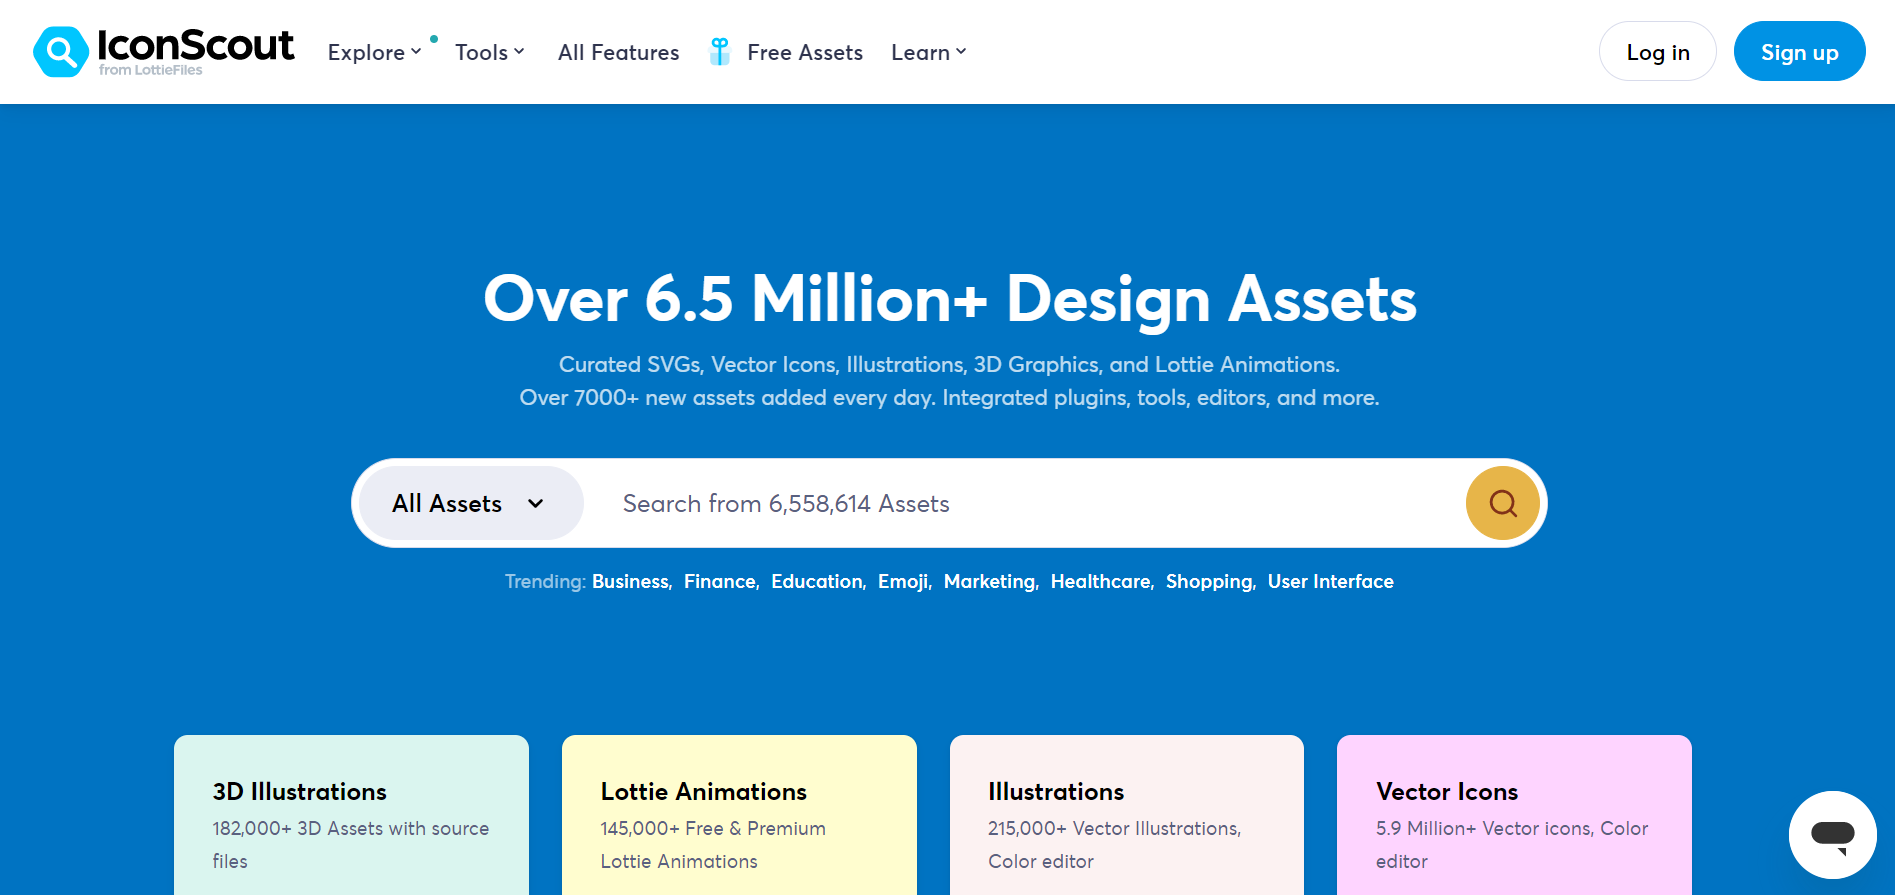 IconScout
from LottieFiles
Explore
Tools
All Features
Free Assets
Learn
Log in
Sign up
Over 6.5 Million+ Design Assets
Curated SVGs, Vector Icons, Illustrations, 3D Graphics, and Lottie Animations.
Over 7000+ new assets added every day. Integrated plugins, tools, editors, and more.
All Assets
Search from 6,558,614 Assets
Trending: Business, Finance, Education, Emoji, Marketing, Healthcare, Shopping, User Interface
3D Illustrations
182,000+ 3D Assets with source
files
Lottie Animations
145,000+ Free & Premium
Lottie Animations
Illustrations
215,000+ Vector Illustrations,
Color editor
Vector Icons
5.9 Million+ Vector icons, Color
editor